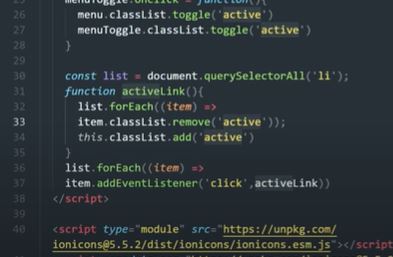 25 menuToggle.onclick = function(){
26 menu.classList.toggle('active')
27 menuToggle.classList.toggle('active')
28 }
29
30 const list = document.querySelectorAll('li');
31 function activeLink(){
32 list.forEach((item) =>
33 item.classList.remove('active'));
34 this.classList.add('active')
35 }
36 list.forEach((item) =>
37 item.addEventListener('click',activeLink))
38 </script>
39
40 <script type="module" src="https://unpkg.com/
ionicons@5.5.2/dist/ionicons/ionicons.esm.js"></script